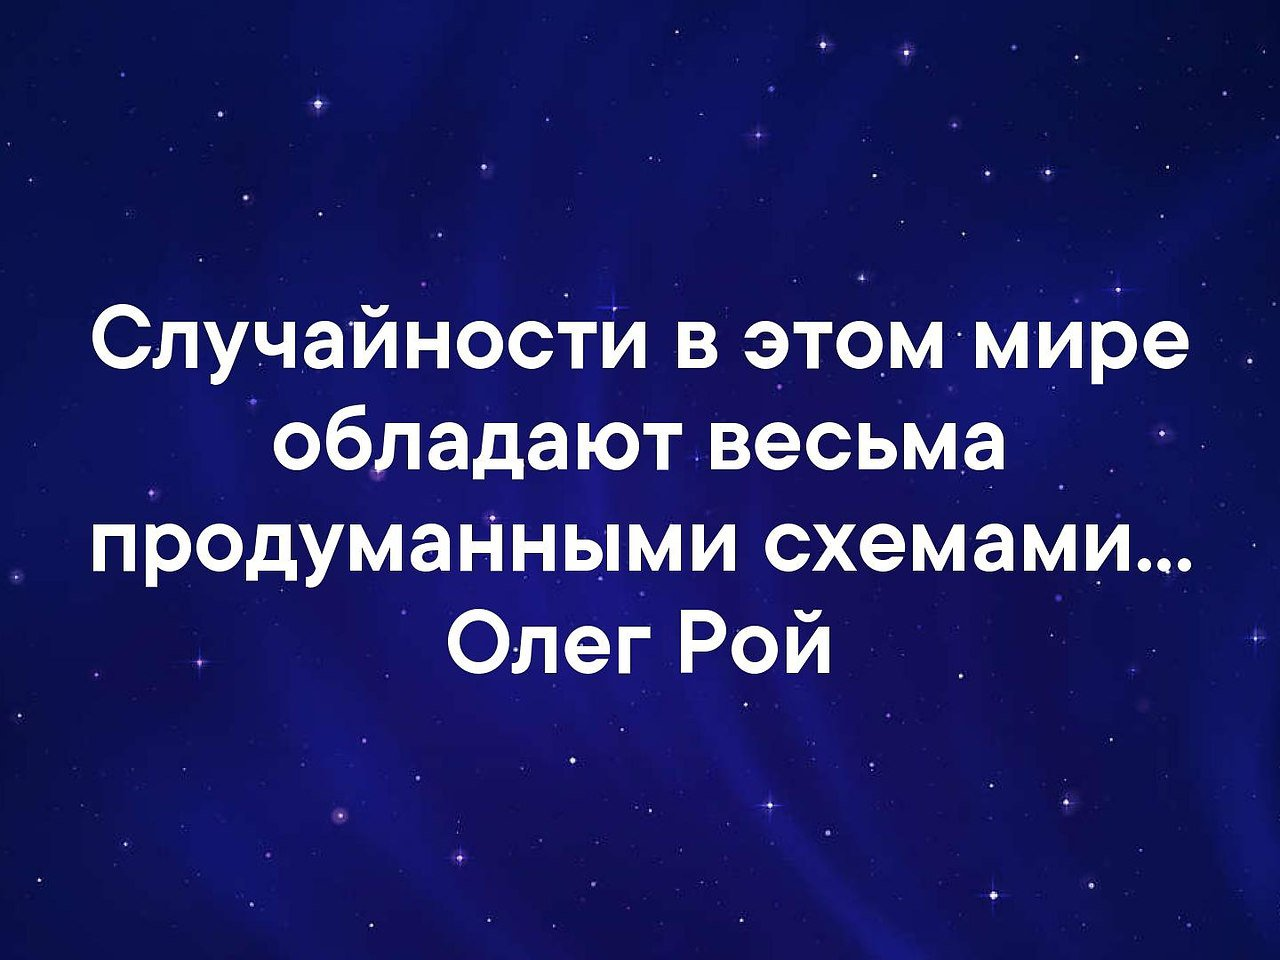 Случайности в этом мире
обладают весьма
продуманными схемами...
Олег Рой